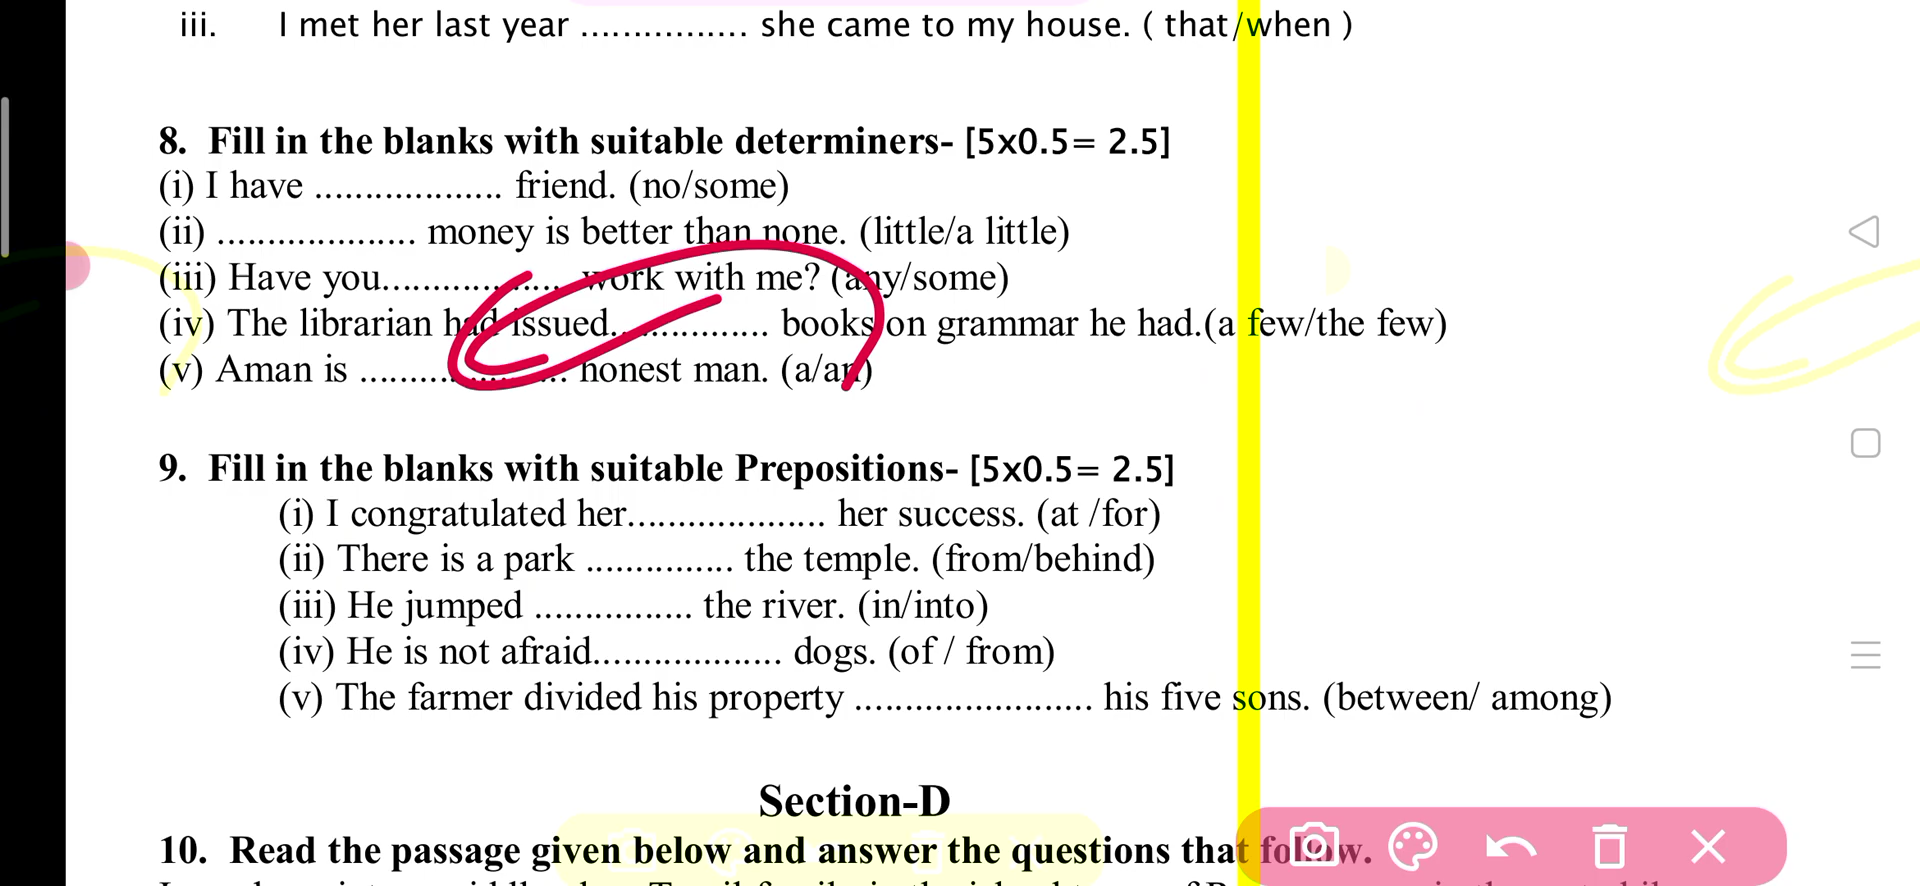 iii. I met her last year ................ she came to my house. ( that/when )
8. Fill in the blanks with suitable determiners- [5x0.5= 2.5]
(i) I have ................... friend. (no/some)
(ii) .................... money is better than none. (little/a little)
(iii) Have you.................. work with me? (any/some)
(iv) The librarian had issued................ books on grammar he had.(a few/the few)
(v) Aman is ..................... honest man. (a/an)
9. Fill in the blanks with suitable Prepositions- [5x0.5= 2.5]
(i) I congratulated her.................... her success. (at /for)
(ii) There is a park ............... the temple. (from/behind)
(iii) He jumped ................ the river. (in/into)
(iv) He is not afraid................... dogs. (of / from)
(v) The farmer divided his property ........................ his five sons. (between/ among)
Section-D
10. Read the passage given below and answer the questions that follow.